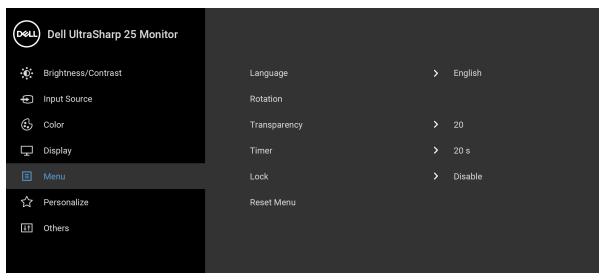 DELL Dell UltraSharp 25 Monitor
Brightness/Contrast
Input Source
Color
Display
Menu
Personalize
Others
Language English
Rotation
Transparency 20
Timer 20 s
Lock Disable
Reset Menu